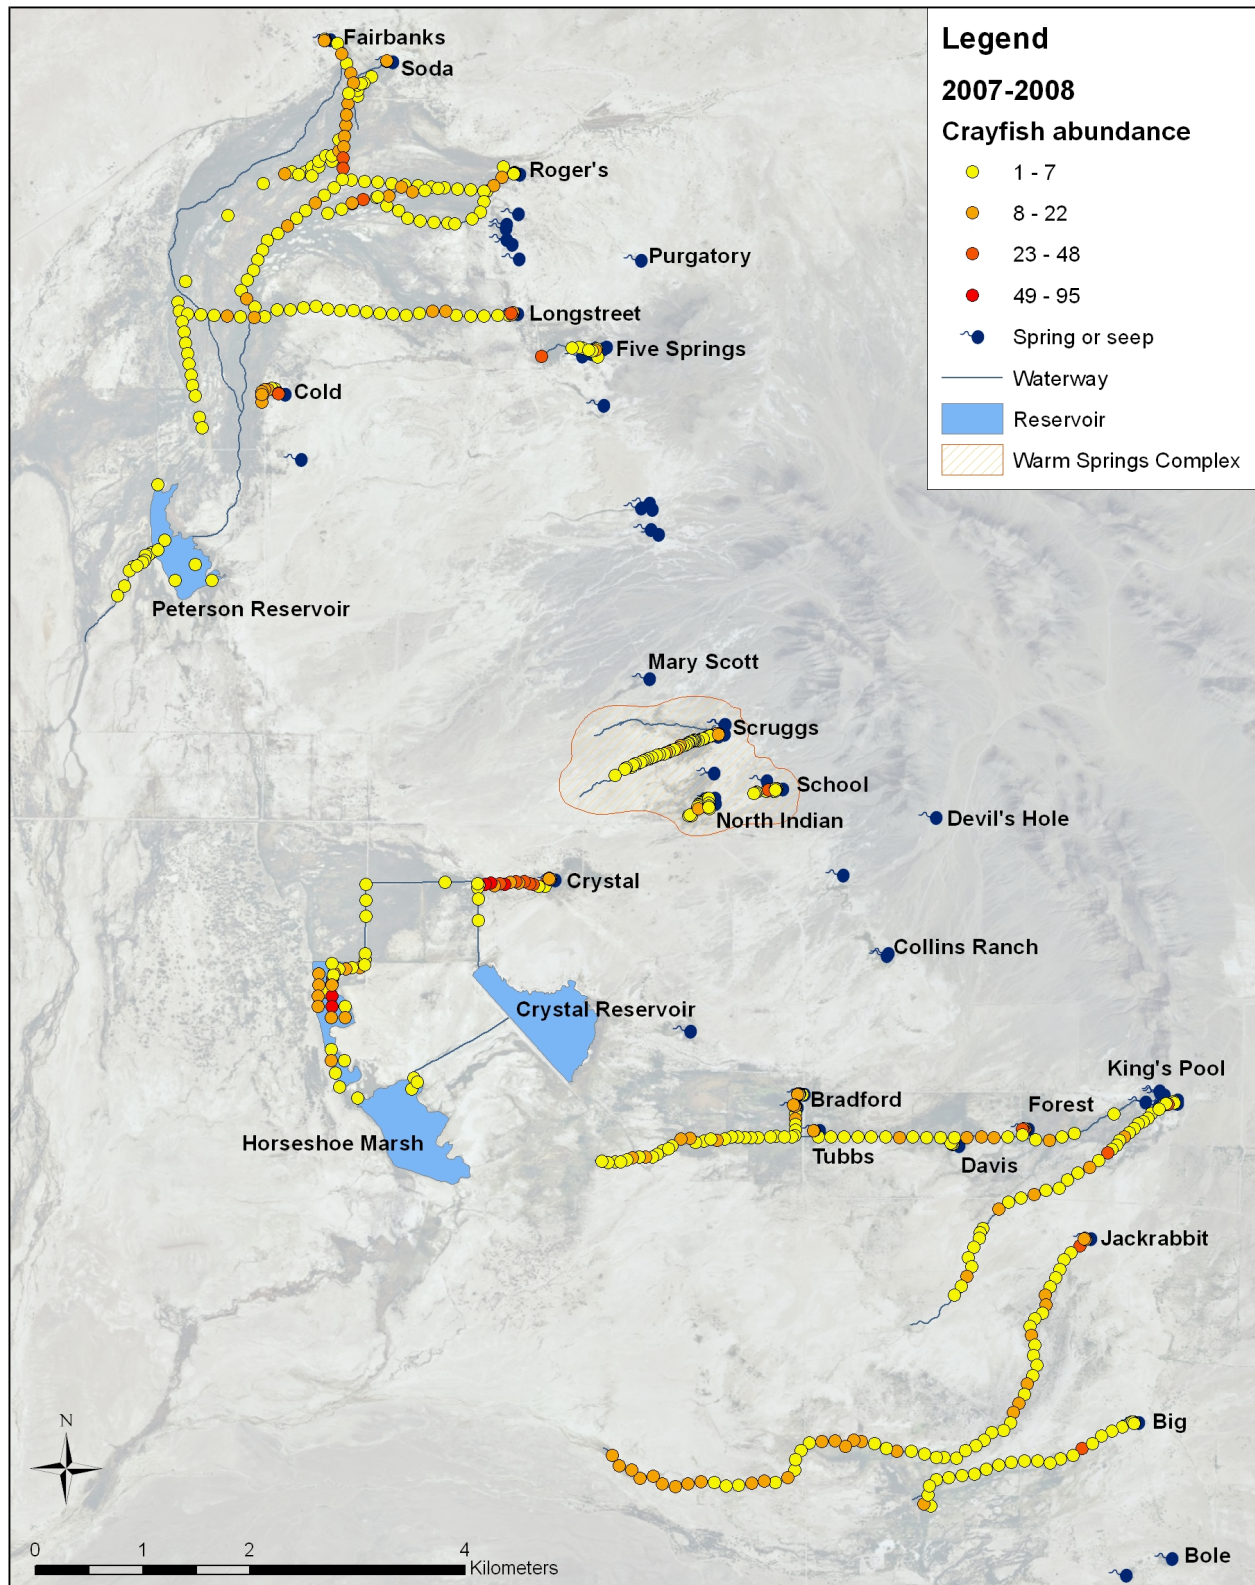 Legend
2007-2008
Crayfish abundance
1 - 7
8 - 22
23 - 48
49 - 95
Spring or seep
Waterway
Reservoir
Warm Springs Complex
Fairbanks
Soda
Roger's
Purgatory
Longstreet
Five Springs
Cold
Peterson Reservoir
Mary Scott
Scruggs
School
North Indian
Devil's Hole
Crystal
Collins Ranch
Crystal Reservoir
King's Pool
Bradford
Forest
Horseshoe Marsh
Tubbs
Davis
Jackrabbit
Big
N
Bole
0 1 2 4
Kilometers